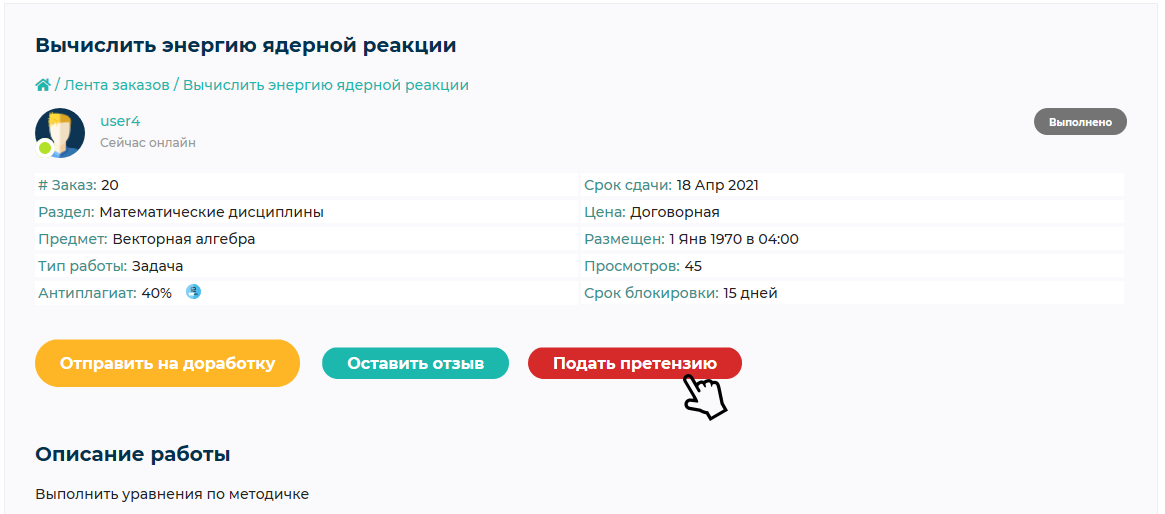 Вычислить энергию ядерной реакции
/ Лента заказов / Вычислить энергию ядерной реакции
user4
Сейчас онлайн
Выполнено
# Заказ: 20
Срок сдачи: 18 Апр 2021
Раздел: Математические дисциплины
Цена: Договорная
Предмет: Векторная алгебра
Размещен: 1 Янв 1970 в 04:00
Тип работы: Задача
Просмотров: 45
Антиплагиат: 40%
Срок блокировки: 15 дней
Отправить на доработку
Оставить отзыв
Подать претензию
Описание работы
Выполнить уравнения по методичке